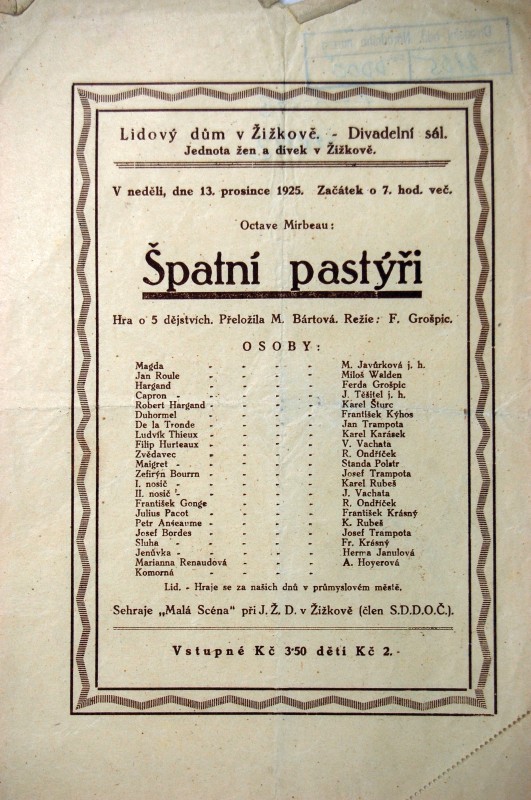 Lidový dům v Žižkově. - Divadelní sál.
Jednota žen a dívek v Žižkově.
V neděli, dne 13. prosince 1925. Začátek o 7. hod. več.
Octave Mirbeau:
Špatní pastýři
Hra o 5 dějstvích. Přeložila M. Bártová. Režie: F. Grošpic.
OSOBY:
Magda - - - - M. Javůrková j. h.
Jan Roule - - - - Miloš Walden
Hargand - - - - Ferda Grošpic
Capron - - - - - J. Těšitel j. h.
Robert Hargand - - - - Karel Šturc
Duhormel - - - - František Kýhos
De la Tronde - - - - Jan Trampota
Ludvík Thieux - - - - Karel Karásek
Filip Hurteaux - - - - V. Vachata
Zvědavec - - - - R. Ondříček
Maigret - - - - - Standa Polstr
Zefirýn Bourrn - - - - Josef Trampota
I. nosič - - - - - Karel Rubeš
II. nosič - - - - - J. Vachata
František Gonge - - - - R. Ondříček
Julius Pacot - - - - František Krásný
Petr Anseaume - - - - K. Rubeš
Josef Bordes - - - - Josef Trampota
Sluha - - - - - Fr. Krásný
Jenůvka - - - - Herma Janulová
Marianna Renaudová - - - - A. Hoyerová
Komorná - - - -
Lid. - Hraje se za našich dnů v průmyslovém městě.
Sehraje „Malá Scéna" při J. Ž. D. v Žižkově (člen S.D.D.O.Č.).
Vstupné Kč 3·50 děti Kč 2.-